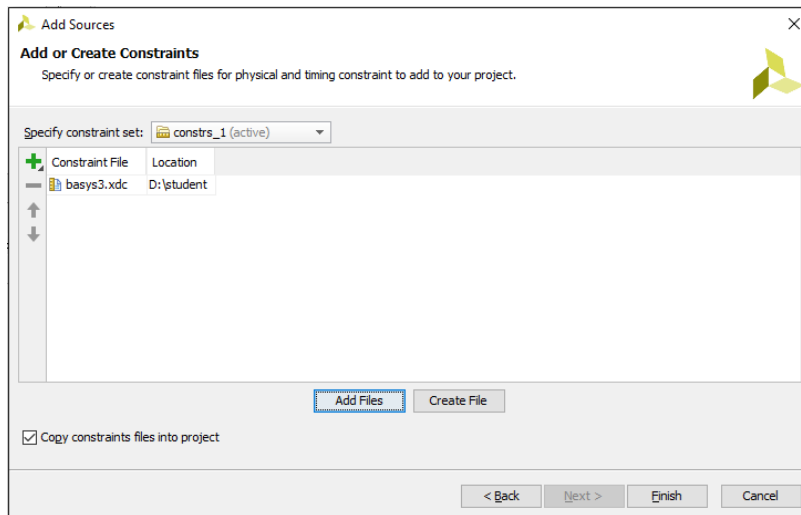 Add Sources
Add or Create Constraints
Specify or create constraint files for physical and timing constraint to add to your project.
Specify constraint set: constrs_1 (active)
Constraint File Location
basys3.xdc D:\student
Add Files Create File
Copy constraints files into project
< Back Next > Finish Cancel